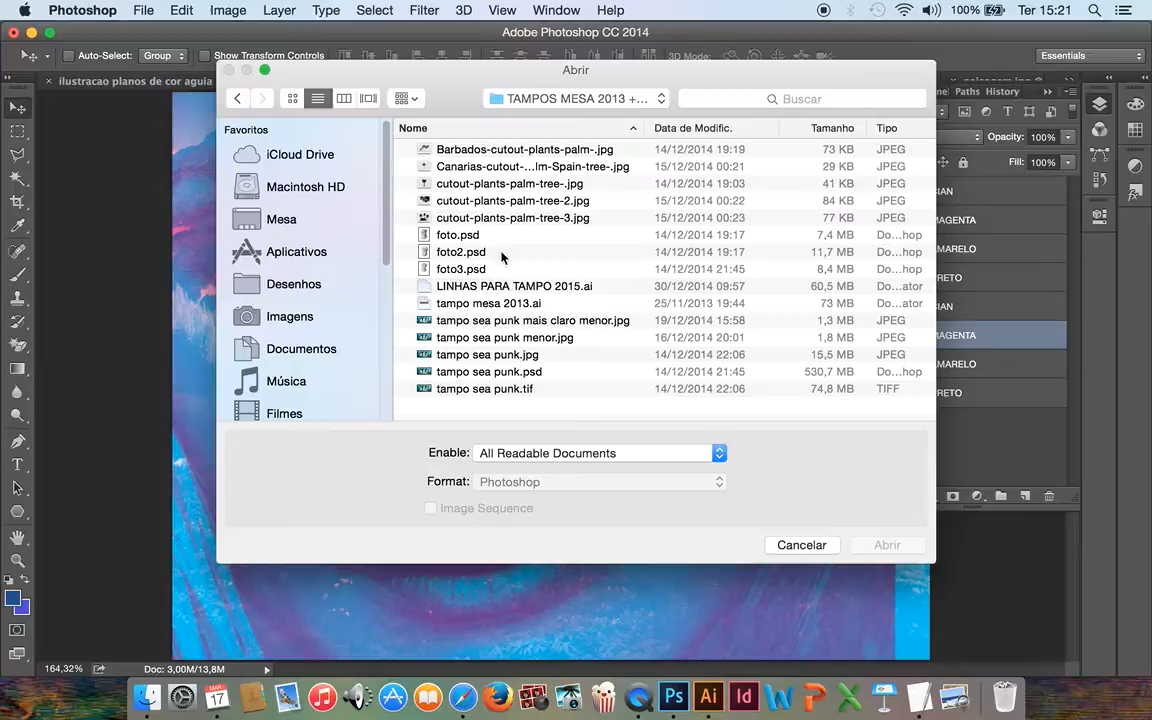 Photoshop File Edit Image Layer Type Select Filter 3D View Window Help 100% Ter 15:21
Adobe Photoshop CC 2014
Auto-Select: Group Show Transform Controls 3D Mode: Essentials
ilustracao planos de cor aguia
Abrir
Paths History
TAMPOS MESA 2013 +... Buscar
Favoritos
Nome Data de Modific. Tamanho Tipo
Opacity: 100%
Fill: 100%
iCloud Drive
Macintosh HD
Mesa
Aplicativos
Desenhos
Imagens
Documentos
Música
Filmes
Barbados-cutout-plants-palm-.jpg 14/12/2014 19:19 73 KB JPEG
Canarias-cutout-...lm-Spain-tree-.jpg 15/12/2014 00:21 29 KB JPEG
cutout-plants-palm-tree-.jpg 14/12/2014 19:03 41 KB JPEG
cutout-plants-palm-tree-2.jpg 15/12/2014 00:22 84 KB JPEG
cutout-plants-palm-tree-3.jpg 15/12/2014 00:23 77 KB JPEG
foto.psd 14/12/2014 19:17 7,4 MB Do...hop
foto2.psd 14/12/2014 19:17 11,7 MB Do...hop
foto3.psd 14/12/2014 21:45 8,4 MB Do...hop
LINHAS PARA TAMPO 2015.ai 30/12/2014 09:57 60,5 MB Do...ator
tampo mesa 2013.ai 25/11/2013 19:44 73 MB Do...ator
tampo sea punk mais claro menor.jpg 19/12/2014 15:58 1,3 MB JPEG
tampo sea punk menor.jpg 16/12/2014 20:01 1,8 MB JPEG
tampo sea punk.jpg 14/12/2014 22:06 15,5 MB JPEG
tampo sea punk.psd 14/12/2014 21:45 530,7 MB Do...hop
tampo sea punk.tif 14/12/2014 22:06 74,8 MB TIFF
IAN
AGENTA
MARELO
RETO
IAN
AGENTA
MARELO
RETO
Enable: All Readable Documents
Format: Photoshop
Image Sequence
Cancelar Abrir
164,32% Doc: 3,00M/13,8M
MAR
17
Ps Ai Id